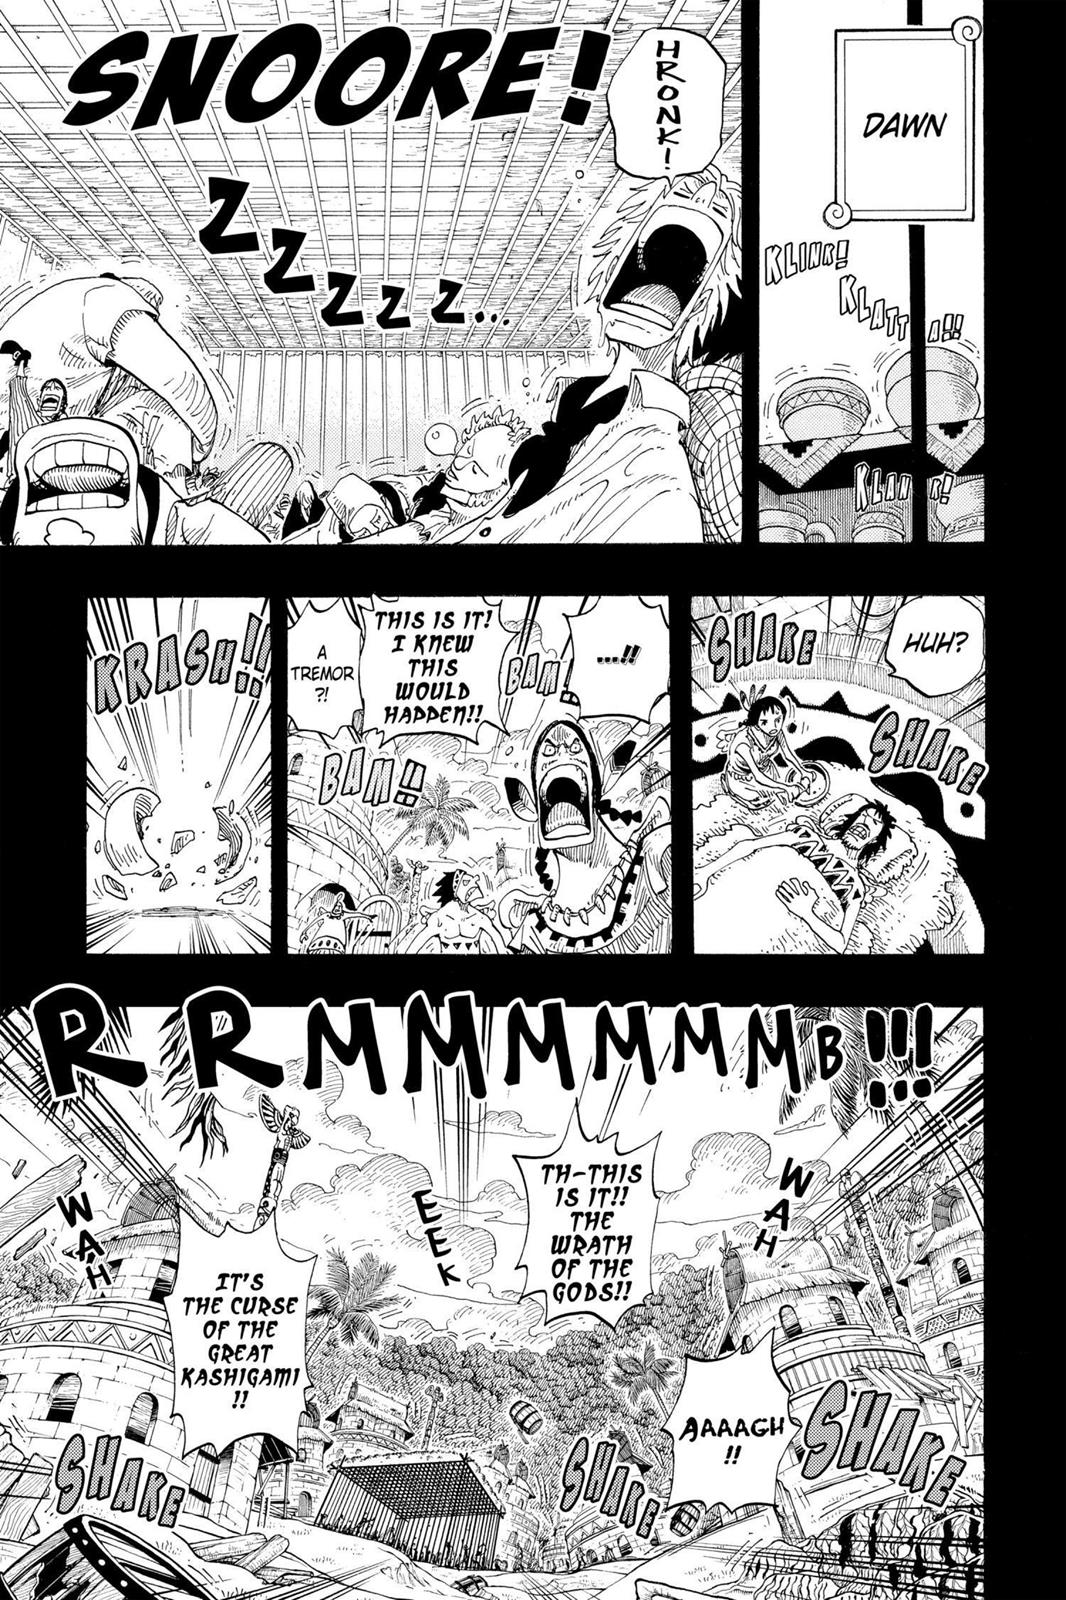 DAWN
KLINK!
KLATTA!!
KLANK!
HRONK!
SNOORE!
ZZZZZ...
HUH?
SHAKE
SHAKE
...!!
BAM!
THIS IS IT!
I KNEW
THIS
WOULD
HAPPEN!!
A
TREMOR
?!
BAM!!
KRASH!!
RRMMMMMMMB!!!
WAH
TH-THIS
IS IT!!
THE
WRATH
OF THE
GODS!!
EEEK
WAH
IT'S
THE CURSE
OF THE
GREAT
KASHIGAMI
!!
AAAAGH
!!
SHAKE
SHAKE
SHAKE